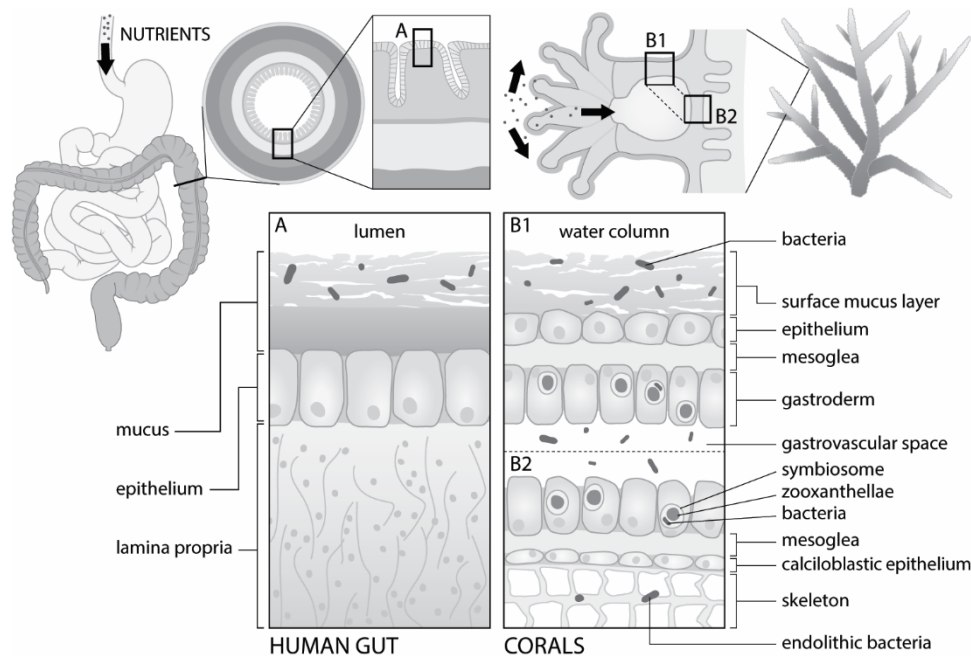 NUTRIENTS
A
B1
B2
A
lumen
mucus
epithelium
lamina propria
HUMAN GUT
B1
water column
bacteria
surface mucus layer
epithelium
mesoglea
gastroderm
gastrovascular space
B2
symbiosome
zooxanthellae
bacteria
mesoglea
calciloblastic epithelium
skeleton
endolithic bacteria
CORALS